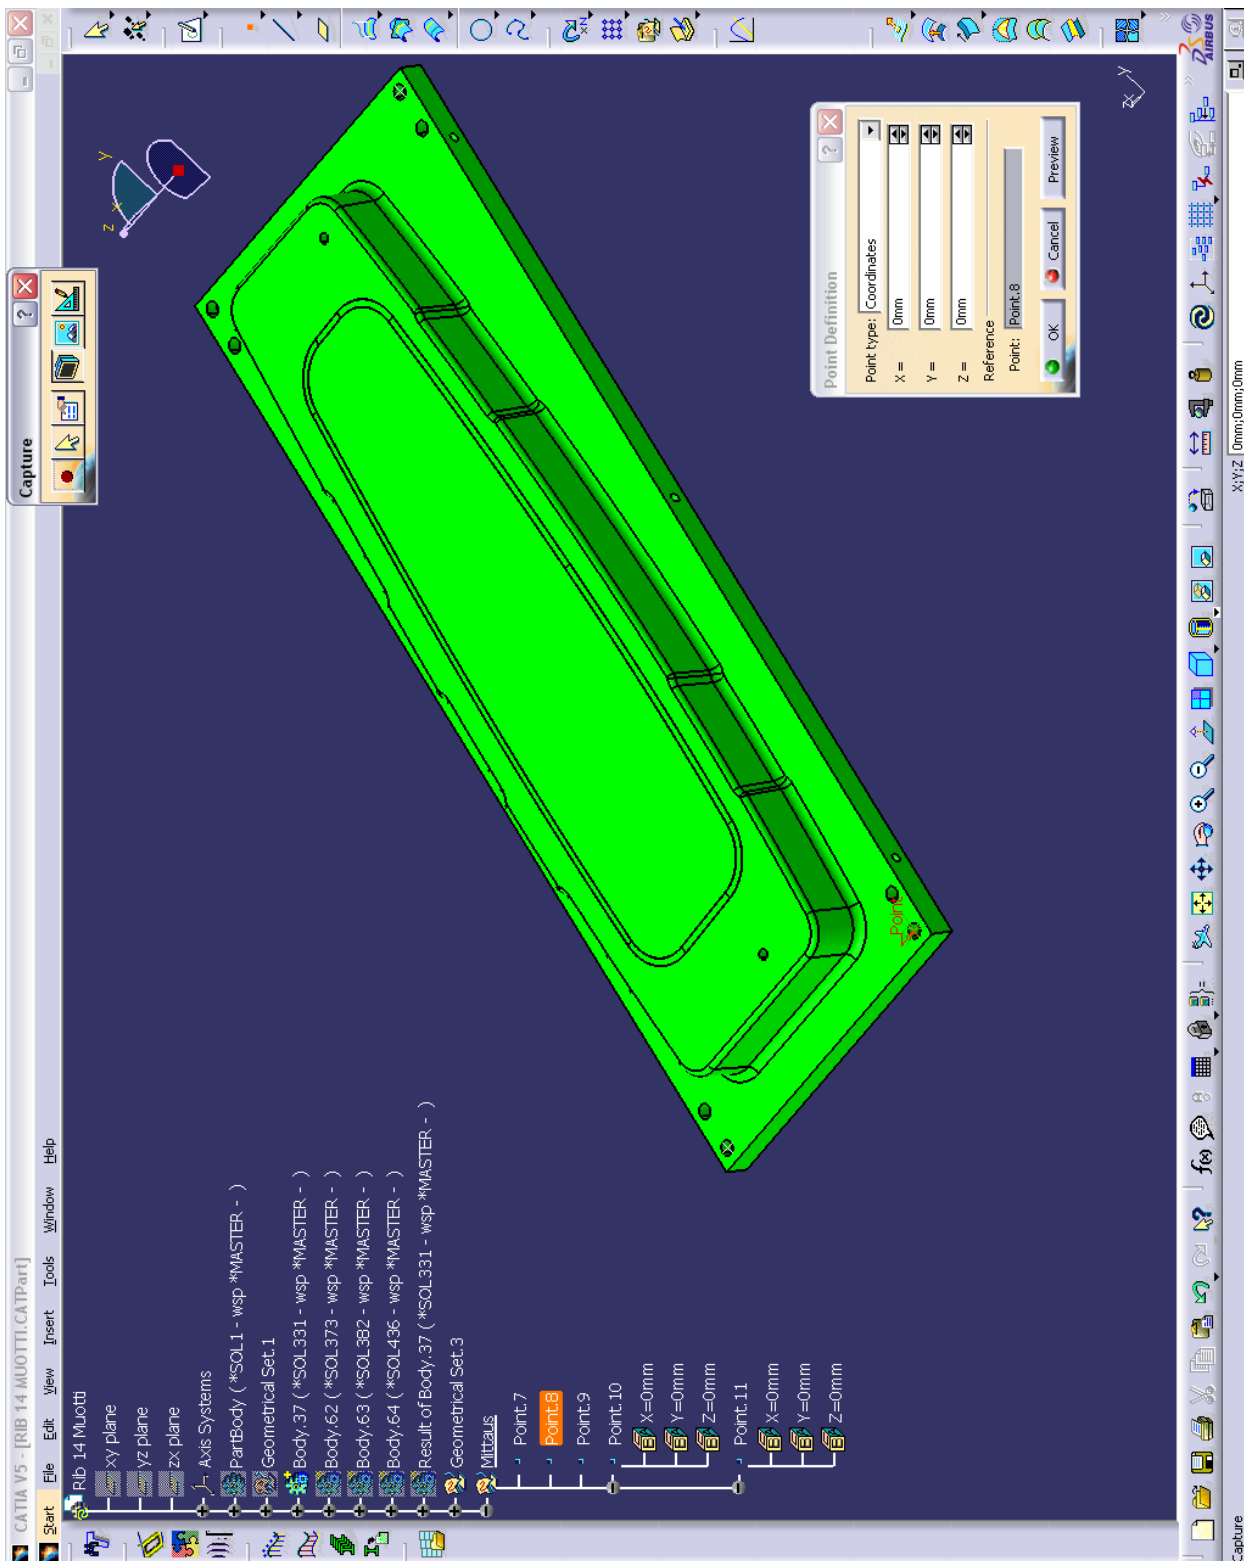 CATIA V5 - [RIB 14 MUOTTI.CATPart]
Start File Edit View Insert Tools Window Help
Capture
Rib 14 Muotti
xy plane
yz plane
zx plane
Axis Systems
PartBody ( *SOL1 - wsp *MASTER - )
Geometrical Set.1
Body.37 ( *SOL331 - wsp *MASTER - )
Body.62 ( *SOL373 - wsp *MASTER - )
Body.63 ( *SOL382 - wsp *MASTER - )
Body.64 ( *SOL436 - wsp *MASTER - )
Result of Body.37 ( *SOL331 - wsp *MASTER - )
Geometrical Set.3
Mittaus
Point.7
Point.8
Point.9
Point.10
X=0mm
Y=0mm
Z=0mm
Point.11
X=0mm
Y=0mm
Z=0mm
Z
X
Y
Point
Point Definition
Point type: Coordinates
X = 0mm
Y = 0mm
Z = 0mm
Reference
Point: Point.8
OK Cancel Preview
Z
X
Y
f(x)
AIRBUS
Capture
X;Y;Z 0mm;0mm;0mm